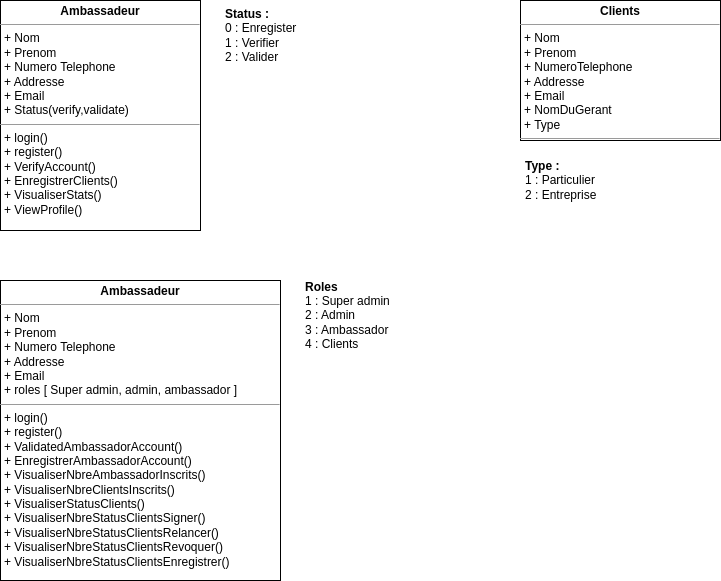 Ambassadeur
+ Nom
+ Prenom
+ Numero Telephone
+ Addresse
+ Email
+ Status(verify,validate)
+ login()
+ register()
+ VerifyAccount()
+ EnregistrerClients()
+ VisualiserStats()
+ ViewProfile()
Status :
0 : Enregister
1 : Verifier
2 : Valider
Clients
+ Nom
+ Prenom
+ NumeroTelephone
+ Addresse
+ Email
+ NomDuGerant
+ Type
Type :
1 : Particulier
2 : Entreprise
Ambassadeur
+ Nom
+ Prenom
+ Numero Telephone
+ Addresse
+ Email
+ roles [ Super admin, admin, ambassador ]
+ login()
+ register()
+ ValidatedAmbassadorAccount()
+ EnregistrerAmbassadorAccount()
+ VisualiserNbreAmbassadorInscrits()
+ VisualiserNbreClientsInscrits()
+ VisualiserStatusClients()
+ VisualiserNbreStatusClientsSigner()
+ VisualiserNbreStatusClientsRelancer()
+ VisualiserNbreStatusClientsRevoquer()
+ VisualiserNbreStatusClientsEnregistrer()
Roles
1 : Super admin
2 : Admin
3 : Ambassador
4 : Clients